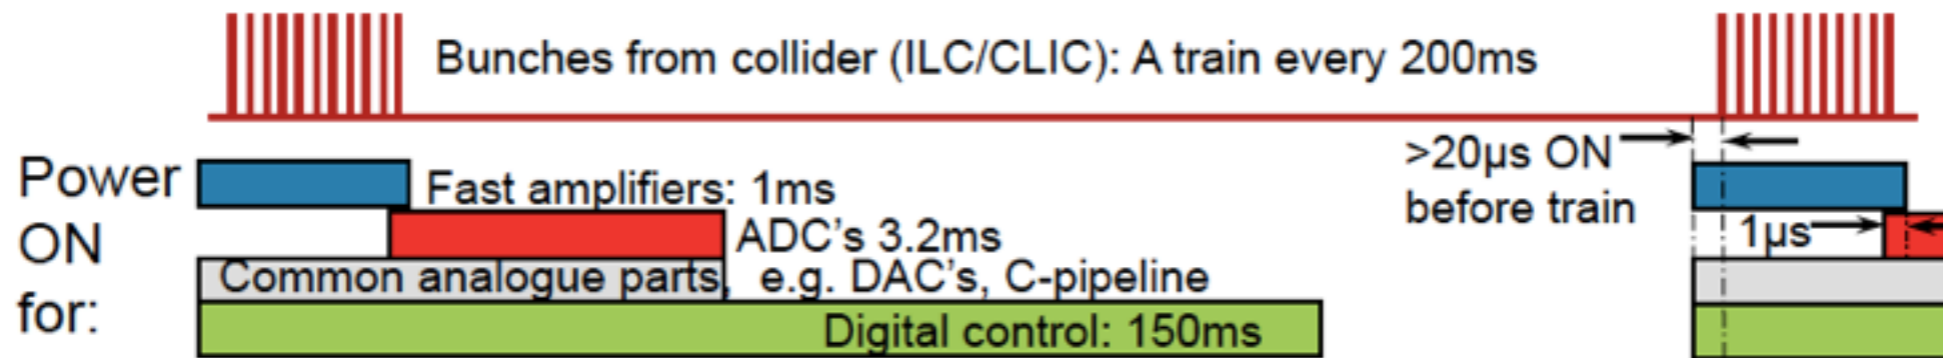 Bunches from collider (ILC/CLIC): A train every 200ms
Power
ON
for:
Fast amplifiers: 1ms
ADC's 3.2ms
Common analogue parts, e.g. DAC's, C-pipeline
Digital control: 150ms
>20µs ON
before train
1µs